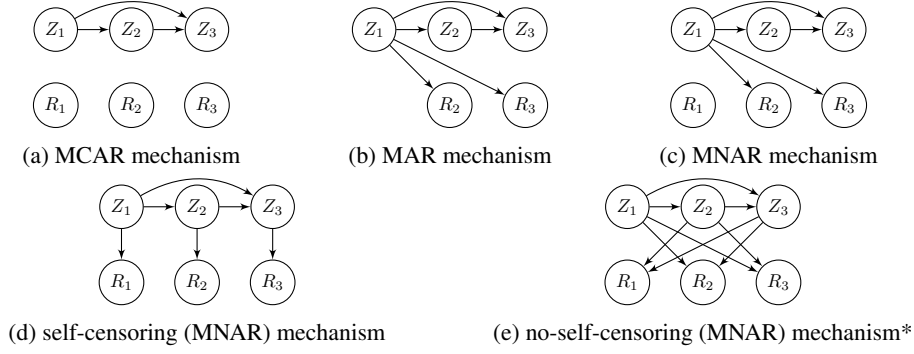 Z1 Z2 Z3
R1 R2 R3
(a) MCAR mechanism
Z1 Z2 Z3
R2 R3
(b) MAR mechanism
Z1 Z2 Z3
R1 R2 R3
(c) MNAR mechanism
Z1 Z2 Z3
R1 R2 R3
(d) self-censoring (MNAR) mechanism
Z1 Z2 Z3
R1 R2 R3
(e) no-self-censoring (MNAR) mechanism*